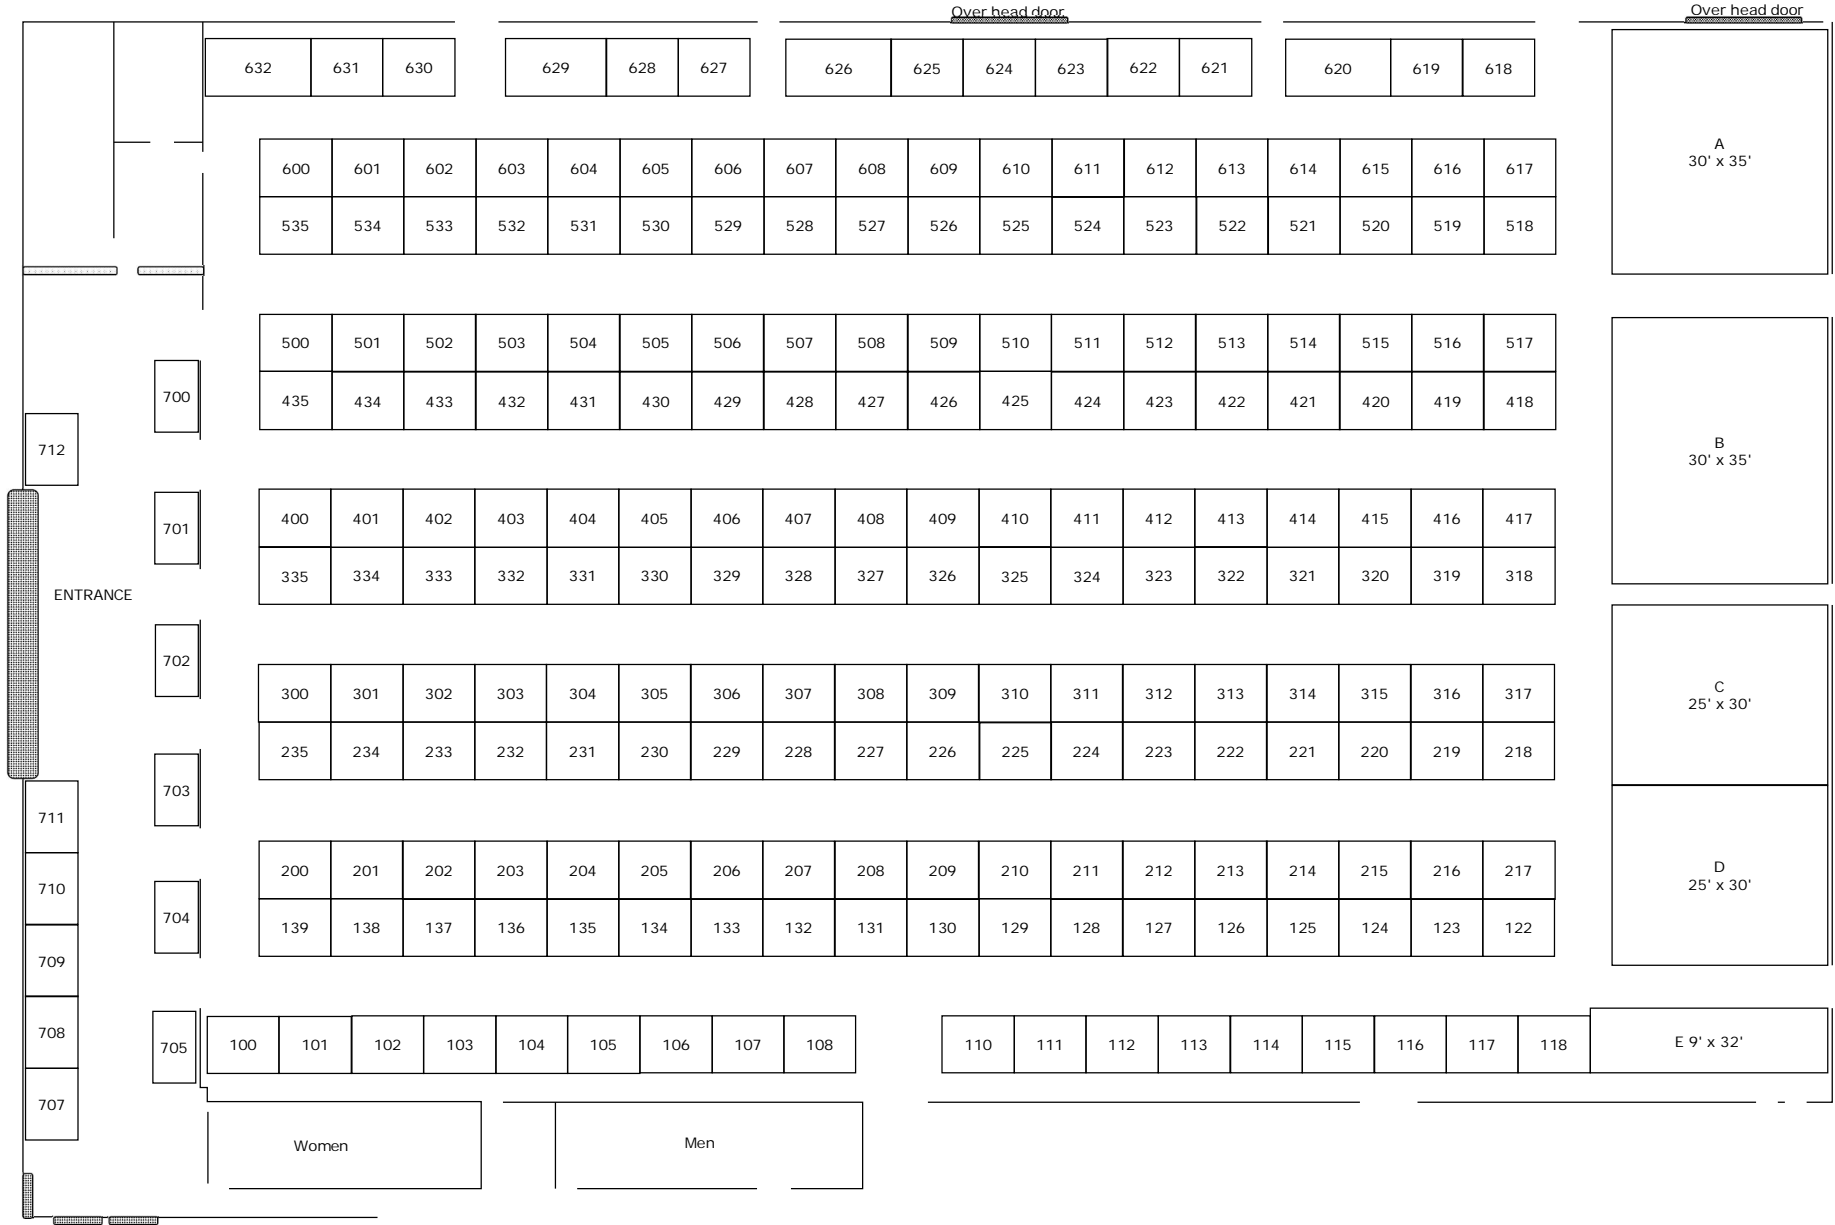 Over head door
Over head door
632 631 630 629 628 627 626 625 624 623 622 621 620 619 618
A
30' x 35'
600 601 602 603 604 605 606 607 608 609 610 611 612 613 614 615 616 617
535 534 533 532 531 530 529 528 527 526 525 524 523 522 521 520 519 518
500 501 502 503 504 505 506 507 508 509 510 511 512 513 514 515 516 517
700
435 434 433 432 431 430 429 428 427 426 425 424 423 422 421 420 419 418
712
B
30' x 35'
701
400 401 402 403 404 405 406 407 408 409 410 411 412 413 414 415 416 417
335 334 333 332 331 330 329 328 327 326 325 324 323 322 321 320 319 318
ENTRANCE
702
300 301 302 303 304 305 306 307 308 309 310 311 312 313 314 315 316 317
C
25' x 30'
235 234 233 232 231 230 229 228 227 226 225 224 223 222 221 220 219 218
703
711
200 201 202 203 204 205 206 207 208 209 210 211 212 213 214 215 216 217
D
25' x 30'
710
704
139 138 137 136 135 134 133 132 131 130 129 128 127 126 125 124 123 122
709
708
705
100 101 102 103 104 105 106 107 108 110 111 112 113 114 115 116 117 118 E 9' x 32'
707
Women
Men